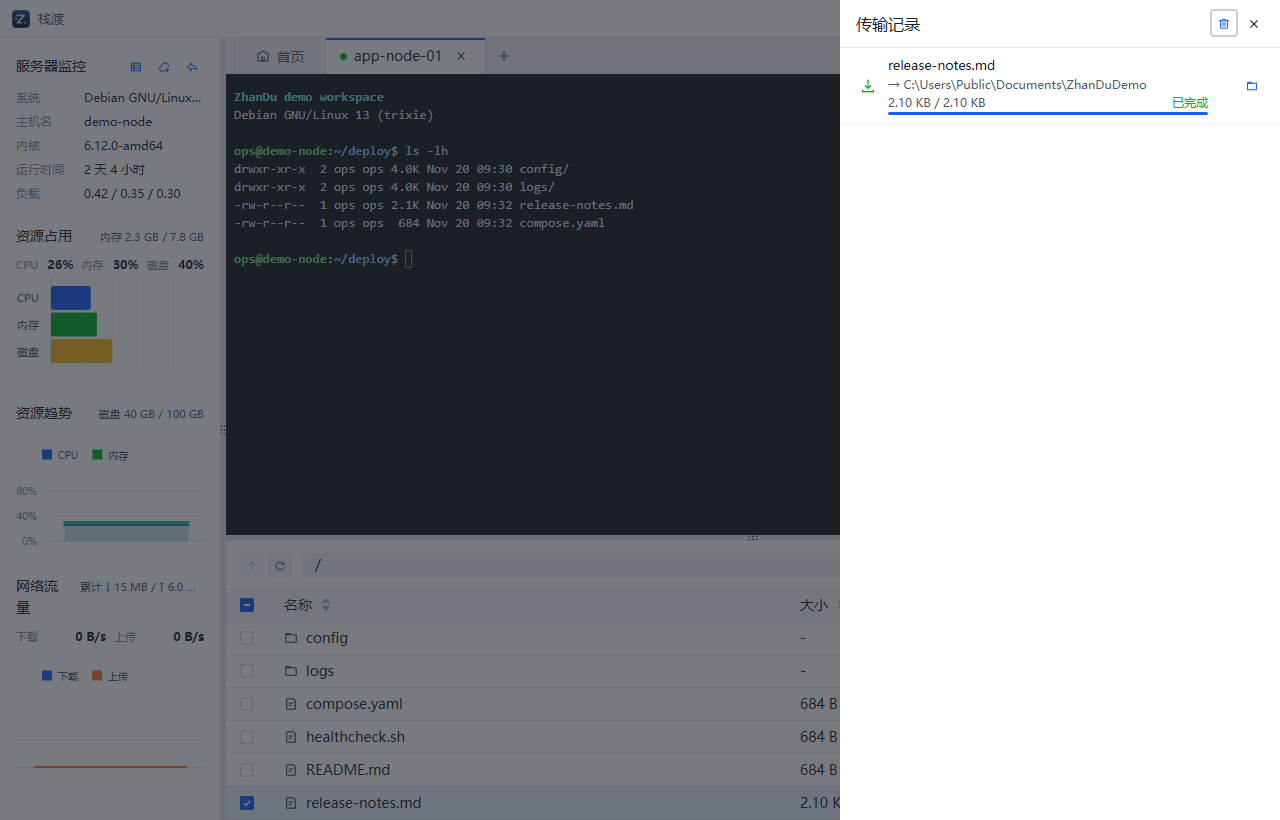 栈渡
服务器监控
系统 Debian GNU/Linux...
主机名 demo-node
内核 6.12.0-amd64
运行时间 2 天 4 小时
负载 0.42 / 0.35 / 0.30
资源占用 内存 2.3 GB / 7.8 GB
CPU 26% 内存 30% 磁盘 40%
CPU
内存
磁盘
资源趋势 磁盘 40 GB / 100 GB
CPU 内存
80%
40%
0%
网络流量 累计 ↓ 15 MB / ↑ 6.0 ...
下载 0 B/s 上传 0 B/s
下载 上传
首页 app-node-01
ZhanDu demo workspace
Debian GNU/Linux 13 (trixie)
ops@demo-node:~/deploy$ ls -lh
drwxr-xr-x  2 ops ops 4.0K Nov 20 09:30 config/
drwxr-xr-x  2 ops ops 4.0K Nov 20 09:30 logs/
-rw-r--r--  1 ops ops 2.1K Nov 20 09:32 release-notes.md
-rw-r--r--  1 ops ops  684 Nov 20 09:32 compose.yaml
ops@demo-node:~/deploy$
/
名称 大小
config -
logs -
compose.yaml 684 B
healthcheck.sh 684 B
README.md 684 B
release-notes.md 2.10 K
传输记录
release-notes.md
→ C:\Users\Public\Documents\ZhanDuDemo
2.10 KB / 2.10 KB 已完成